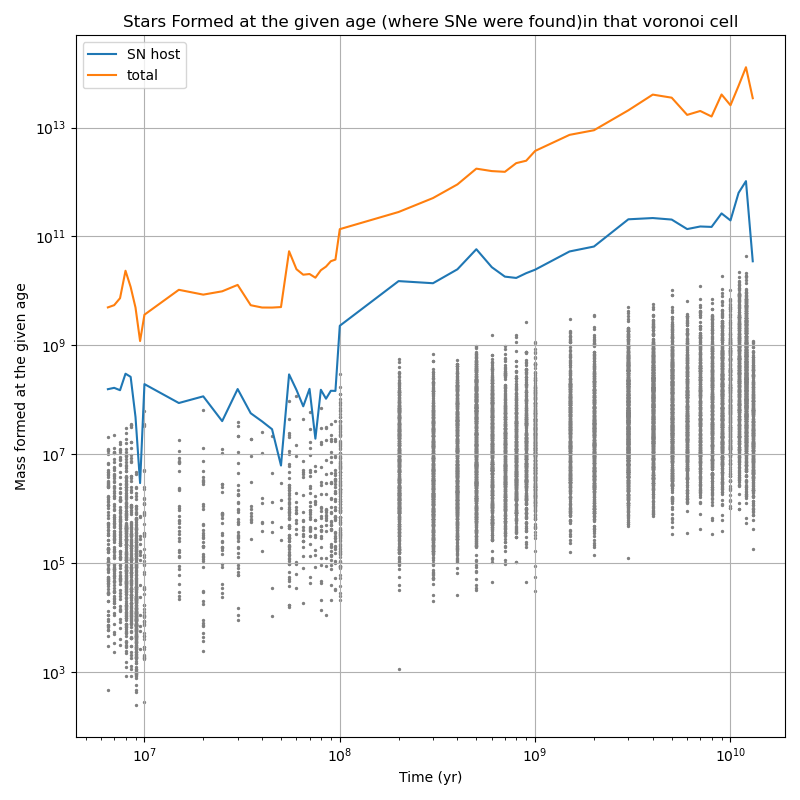 Stars Formed at the given age (where SNe were found)in that voronoi cell
SN host
total
Mass formed at the given age
10^13
10^11
10^9
10^7
10^5
10^3
10^7
10^8
10^9
10^10
Time (yr)